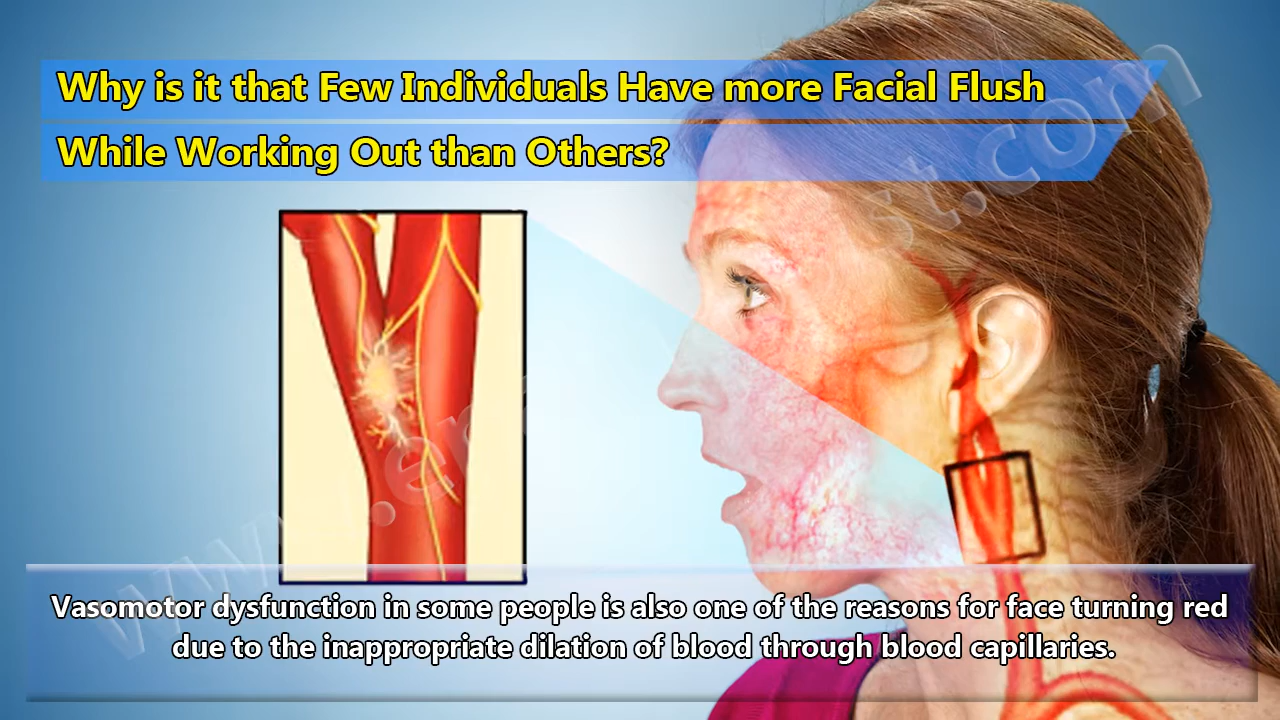 Why is it that Few Individuals Have more Facial Flush
While Working Out than Others?
Vasomotor dysfunction in some people is also one of the reasons for face turning red
due to the inappropriate dilation of blood through blood capillaries.